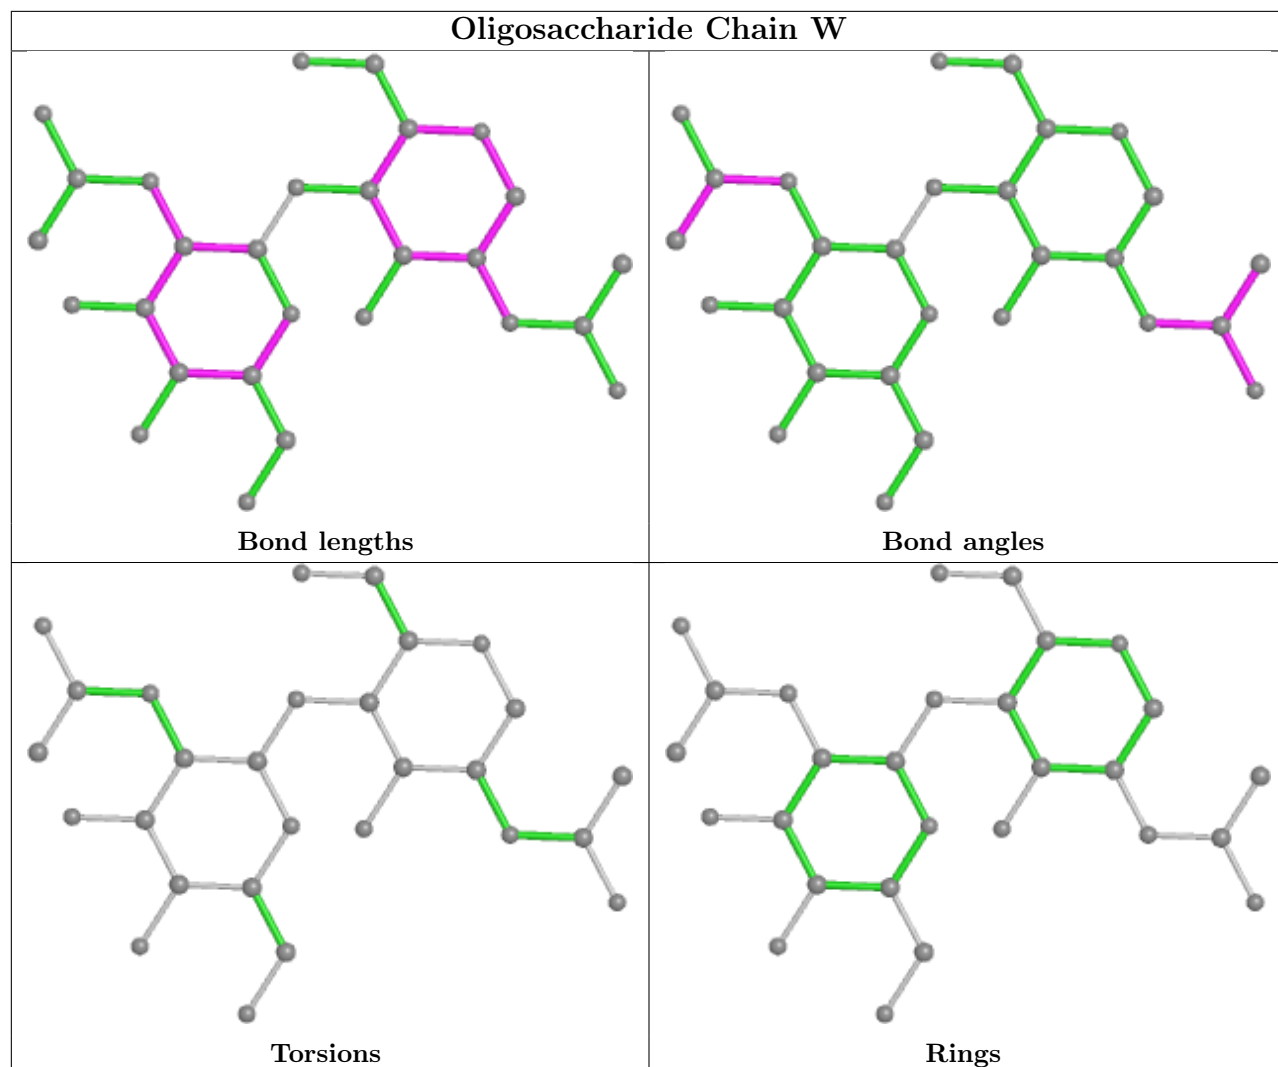 Oligosaccharide Chain W
Bond lengths
Bond angles
Torsions
Rings